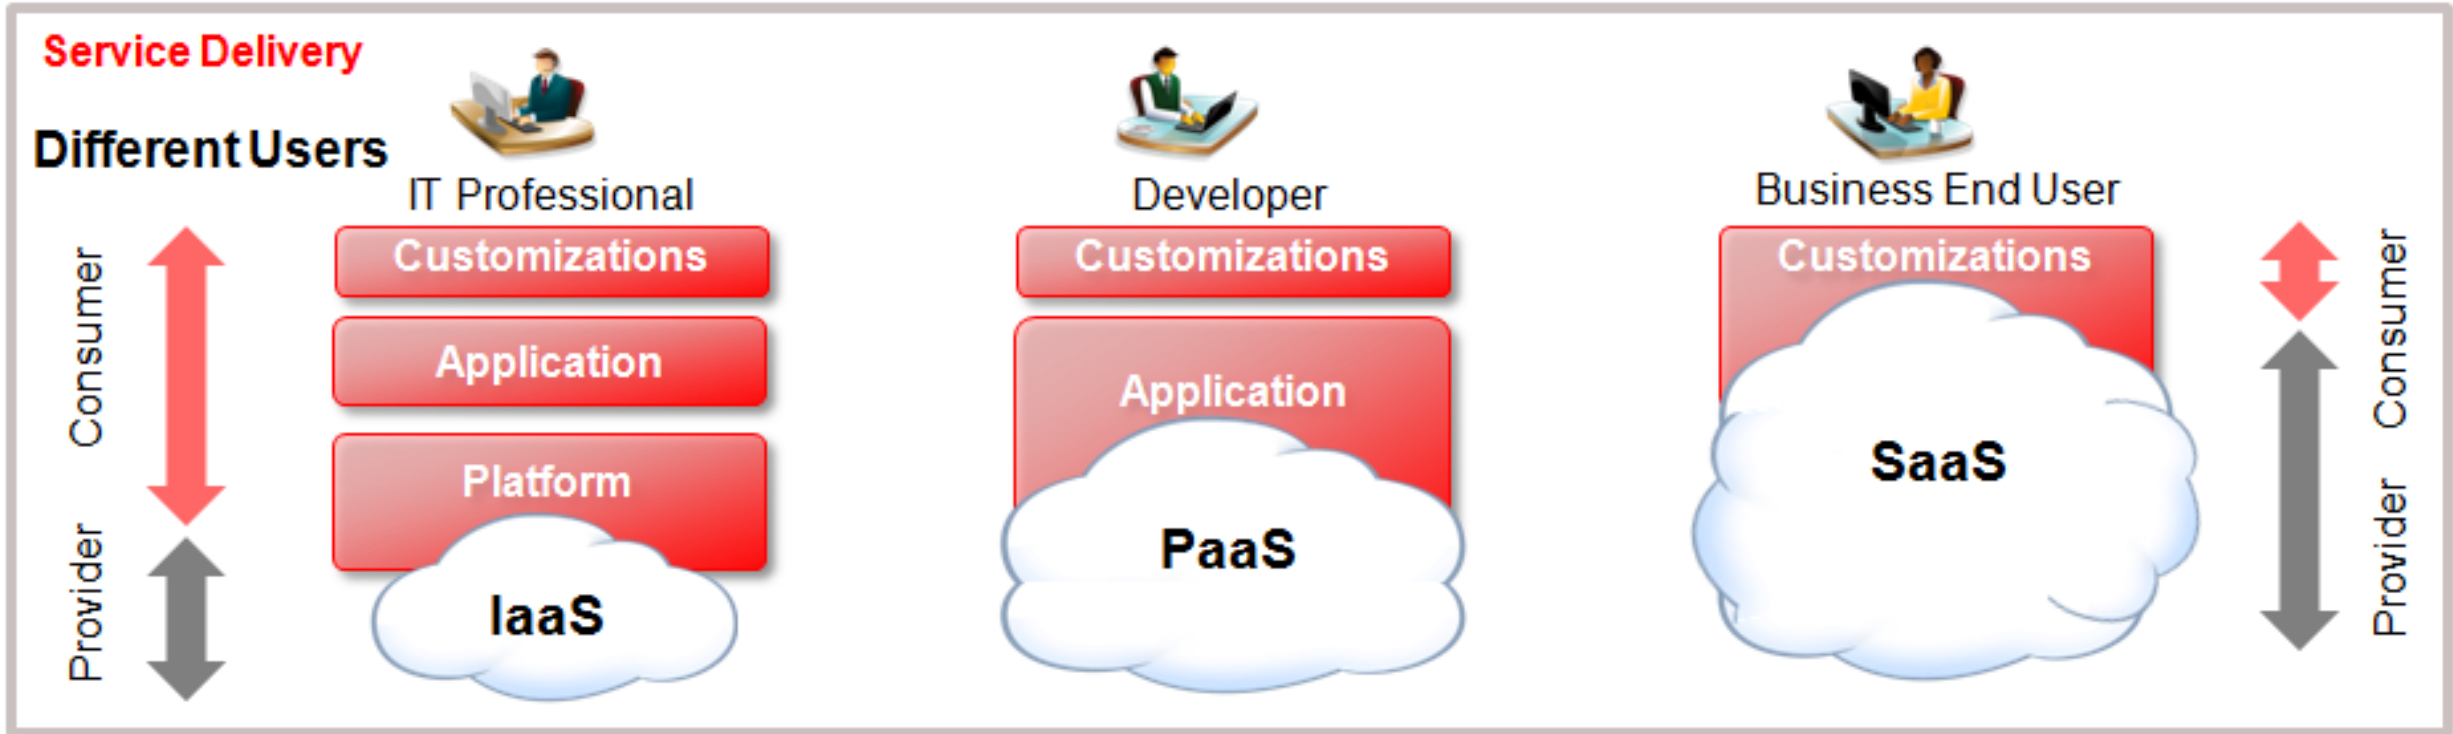 Service Delivery
Different Users
IT Professional
Developer
Business End User
Consumer
Provider
Customizations
Application
Platform
IaaS
Customizations
Application
PaaS
Customizations
SaaS
Consumer
Provider